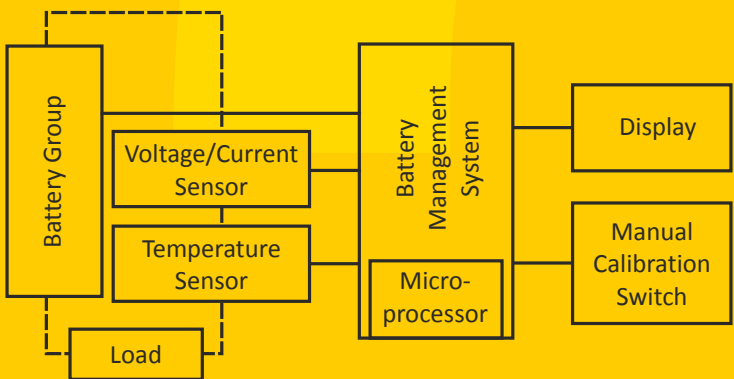 Battery Group
Voltage/Current
Sensor
Temperature
Sensor
Load
Battery
Management
System
Micro-
processor
Display
Manual
Calibration
Switch